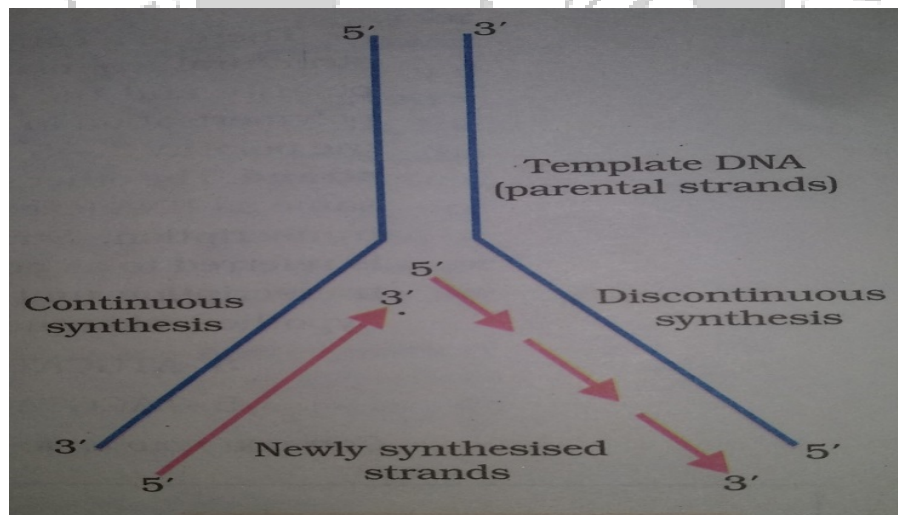 5′ 3′
Template DNA
(parental strands)
5′
3′
Continuous
synthesis
Discontinuous
synthesis
3′
5′
Newly synthesised
strands
5′
3′